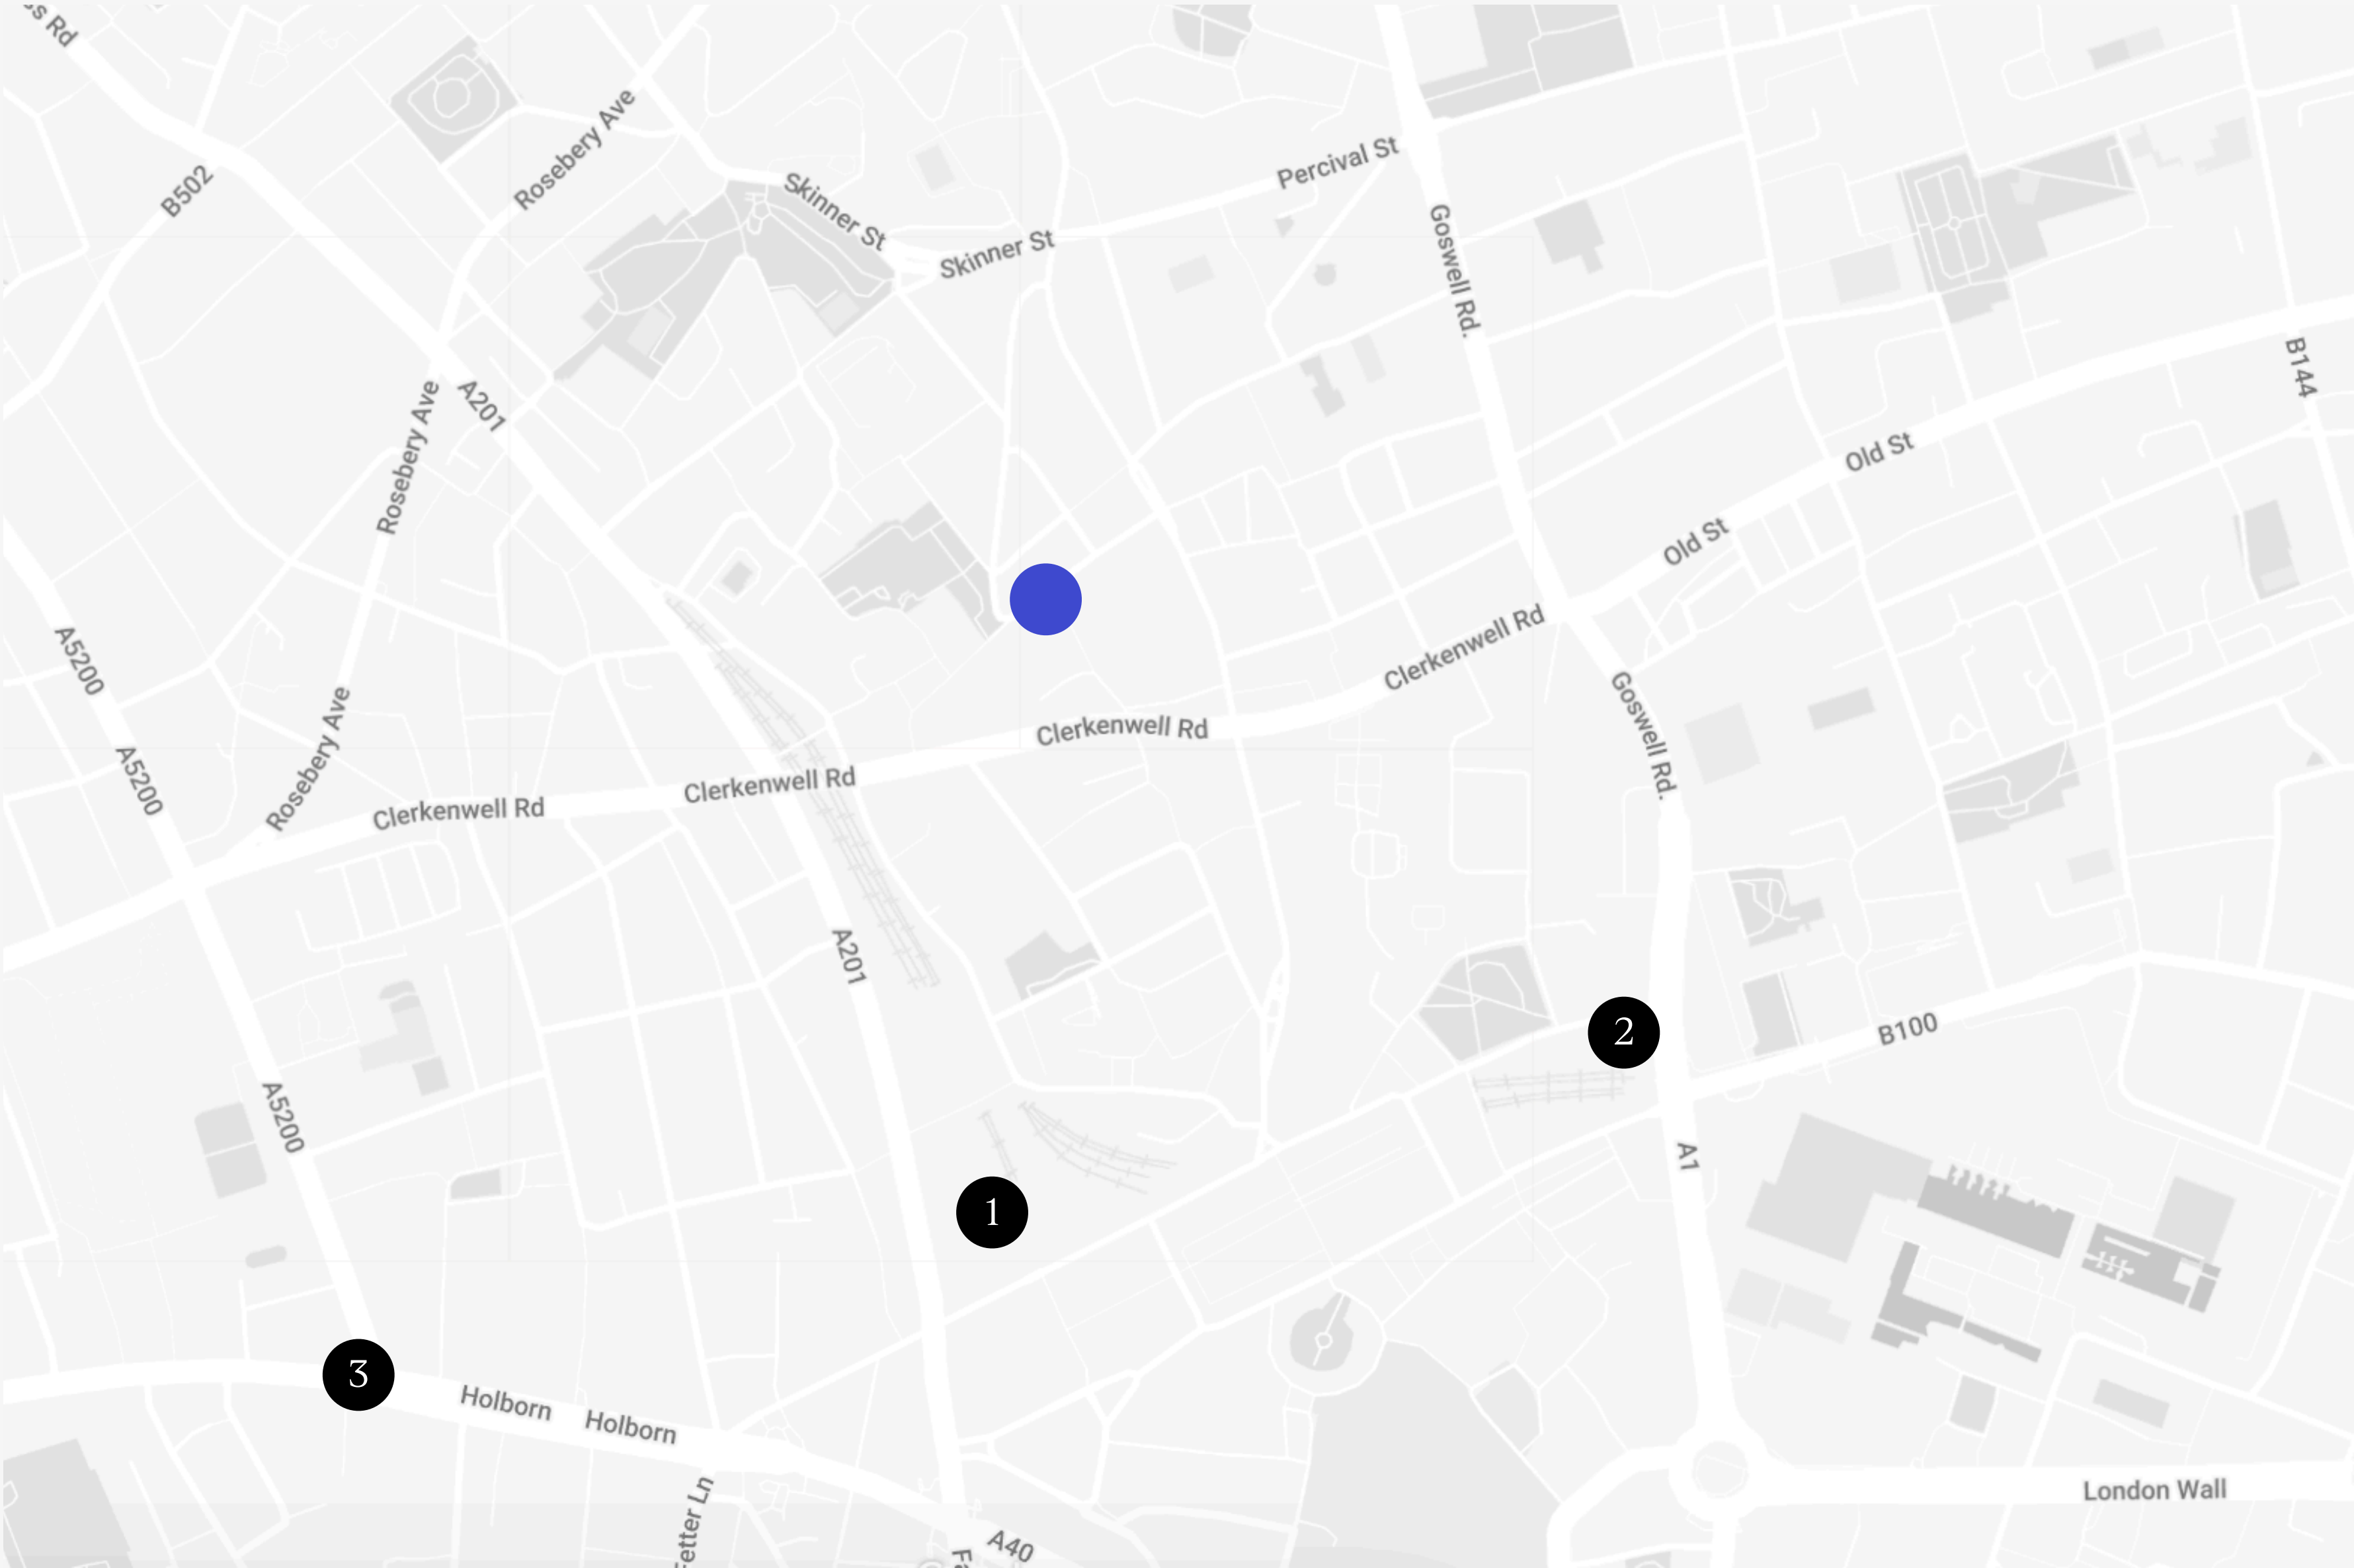 Rosebery Ave
Percival St
B502
Skinner St
Skinner St
Goswell Rd.
B144
A201
Rosebery Ave
Old St
Old St
A5200
Clerkenwell Rd
Goswell Rd.
Rosebery Ave
Clerkenwell Rd
A5200
Clerkenwell Rd
Clerkenwell Rd
A201
2
B100
A5200
A1
1
3
Holborn
Holborn
London Wall
Fetter Ln
A40